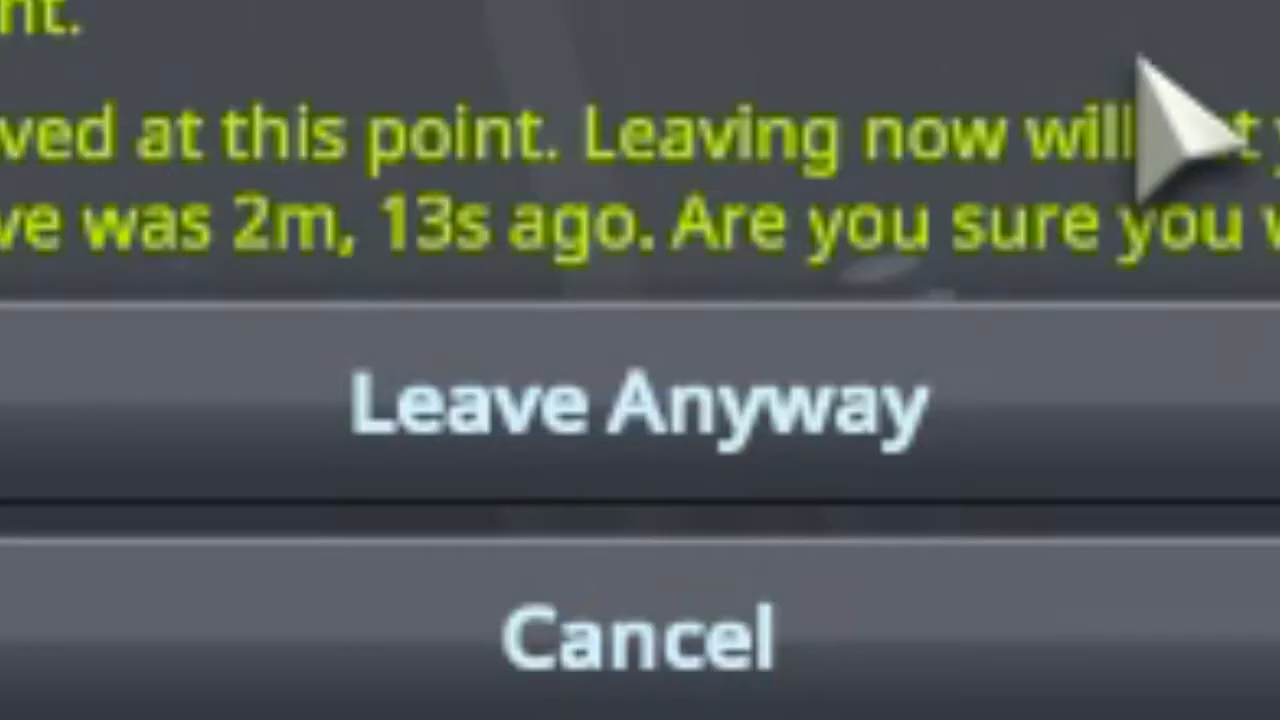 nt.
ved at this point. Leaving now will
ve was 2m, 13s ago. Are you sure you
Leave Anyway
Cancel